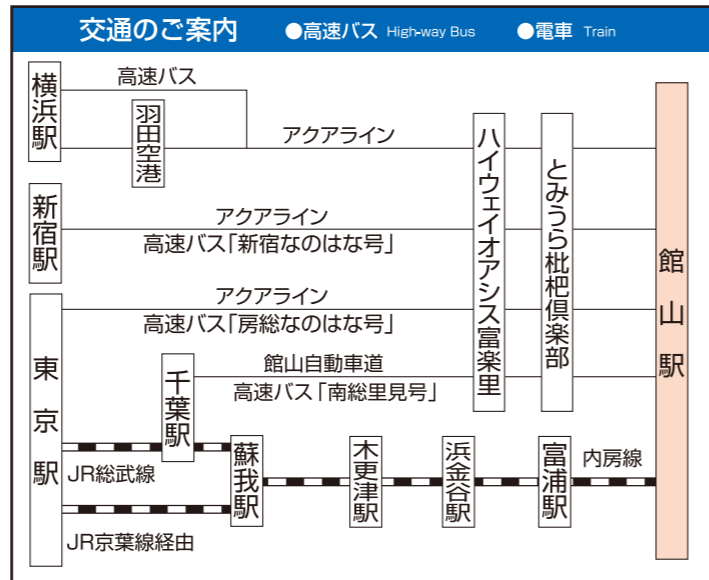 交通のご案内 ●高速バス High-way Bus ●電車 Train
横浜駅
高速バス
羽田空港
アクアライン
ハイウェイオアシス富楽里
とみうら枇杷倶楽部
館山駅
新宿駅
アクアライン
高速バス「新宿なのはな号」
東京駅
アクアライン
高速バス「房総なのはな号」
千葉駅
館山自動車道
高速バス「南総里見号」
JR総武線
蘇我駅
木更津駅
浜金谷駅
富浦駅
内房線
JR京葉線経由